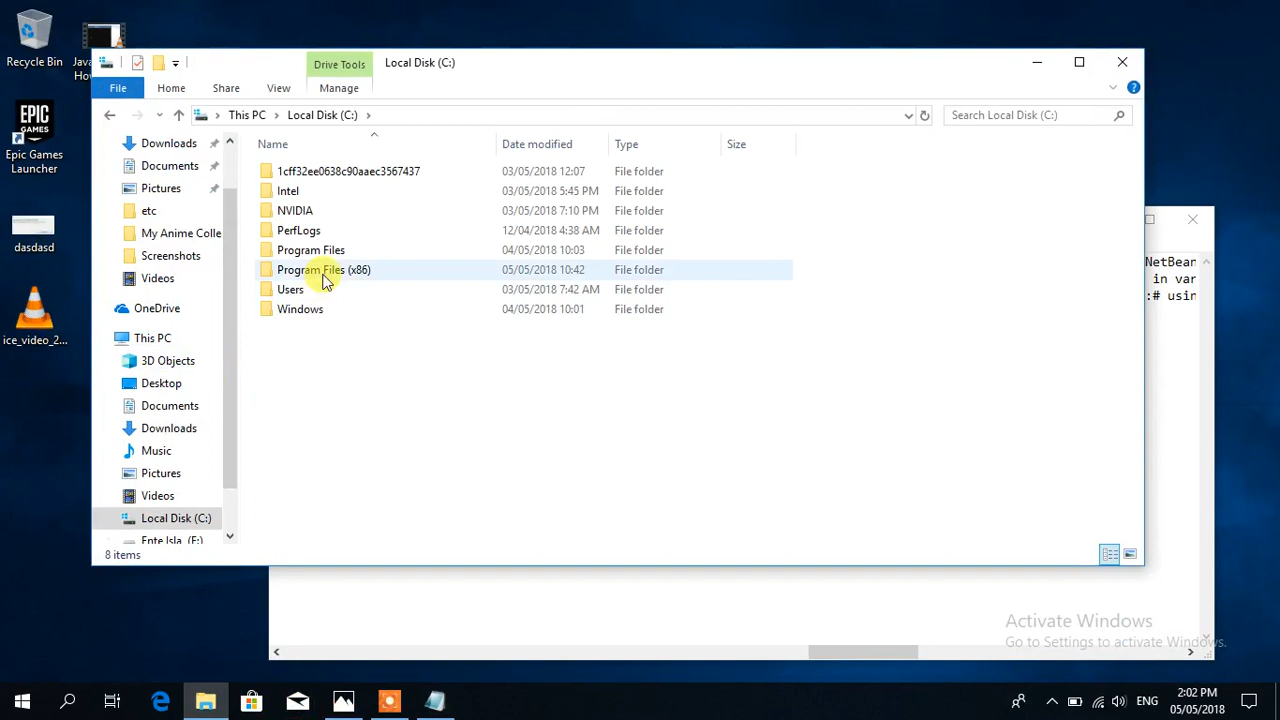 Recycle Bin
Java
Ho
EPIC
GAMES
Epic Games
Launcher
dasdasd
ice_video_2...
Drive Tools
Local Disk (C:)
File
Home
Share
View
Manage
This PC
Local Disk (C:)
Search Local Disk (C:)
Name
Date modified
Type
Size
1cff32ee0638c90aaec3567437
03/05/2018 12:07
File folder
Intel
03/05/2018 5:45 PM
File folder
NVIDIA
03/05/2018 7:10 PM
File folder
PerfLogs
12/04/2018 4:38 AM
File folder
Program Files
04/05/2018 10:03
File folder
Program Files (x86)
05/05/2018 10:42
File folder
Users
03/05/2018 7:42 AM
File folder
Windows
04/05/2018 10:01
File folder
Downloads
Documents
Pictures
etc
My Anime Colle
Screenshots
Videos
OneDrive
This PC
3D Objects
Desktop
Documents
Downloads
Music
Pictures
Videos
Local Disk (C:)
Ente Isla (F:)
8 items
NetBean
in var
:# usin
Activate Windows
Go to Settings to activate Windows.
ENG
2:02 PM
05/05/2018